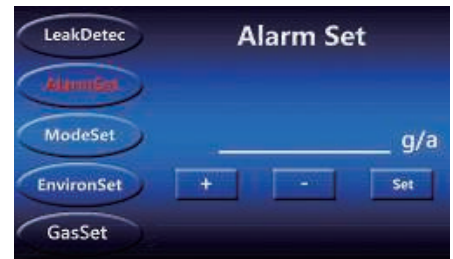 LeakDetec
AlarmSet
ModeSet
EnvironSet
GasSet
Alarm Set
g/a
+
-
Set